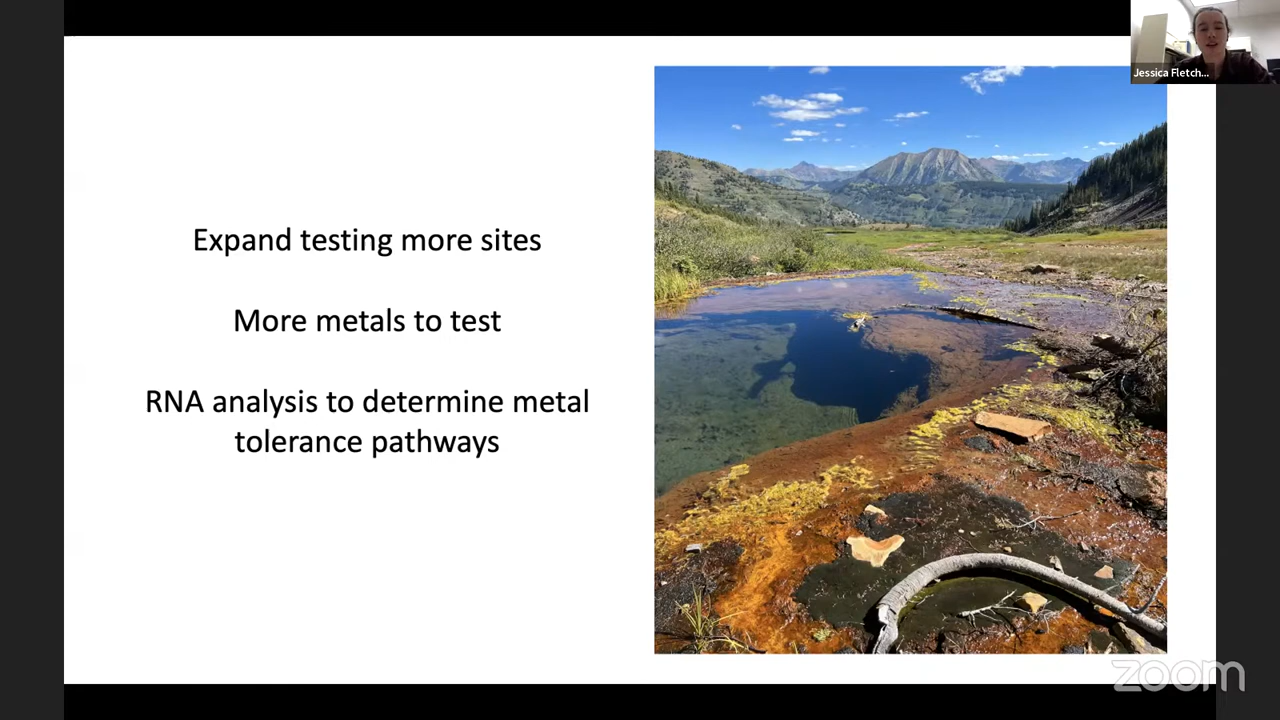 Jessica Fletch...
Expand testing more sites
More metals to test
RNA analysis to determine metal
tolerance pathways
zoom